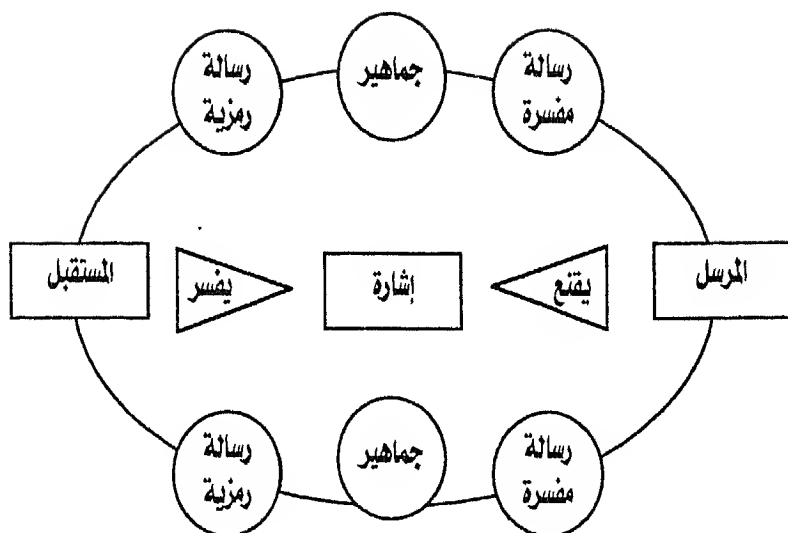 رسالة
مفسرة
جماهير
رسالة
رمزية
المرسل
يقنع
إشارة
يفسر
المستقبل
رسالة
مفسرة
جماهير
رسالة
رمزية